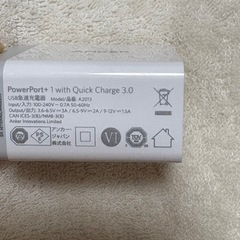 PowerPort+ 1 with Quick Charge 3.0
USB急速充電器 Model/品番: A2013
Input/入力: 100-240V~ 0.7A 50-60Hz
Output/出力: 3.6-6.5V⎓3A / 6.5-9V⎓2A / 9-12V⎓1.5A
CAN ICES-3(B)/NMB-3(B)
Anker Innovations Limited
PS
E
アンカー・
ジャパン
株式会社
VI